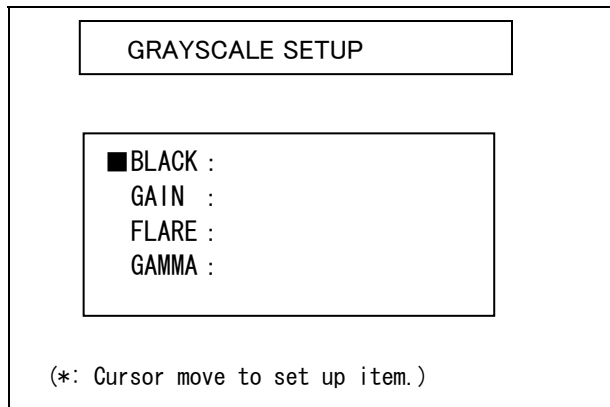 GRAYSCALE SETUP
■BLACK :
GAIN :
FLARE :
GAMMA :
(*: Cursor move to set up item.)